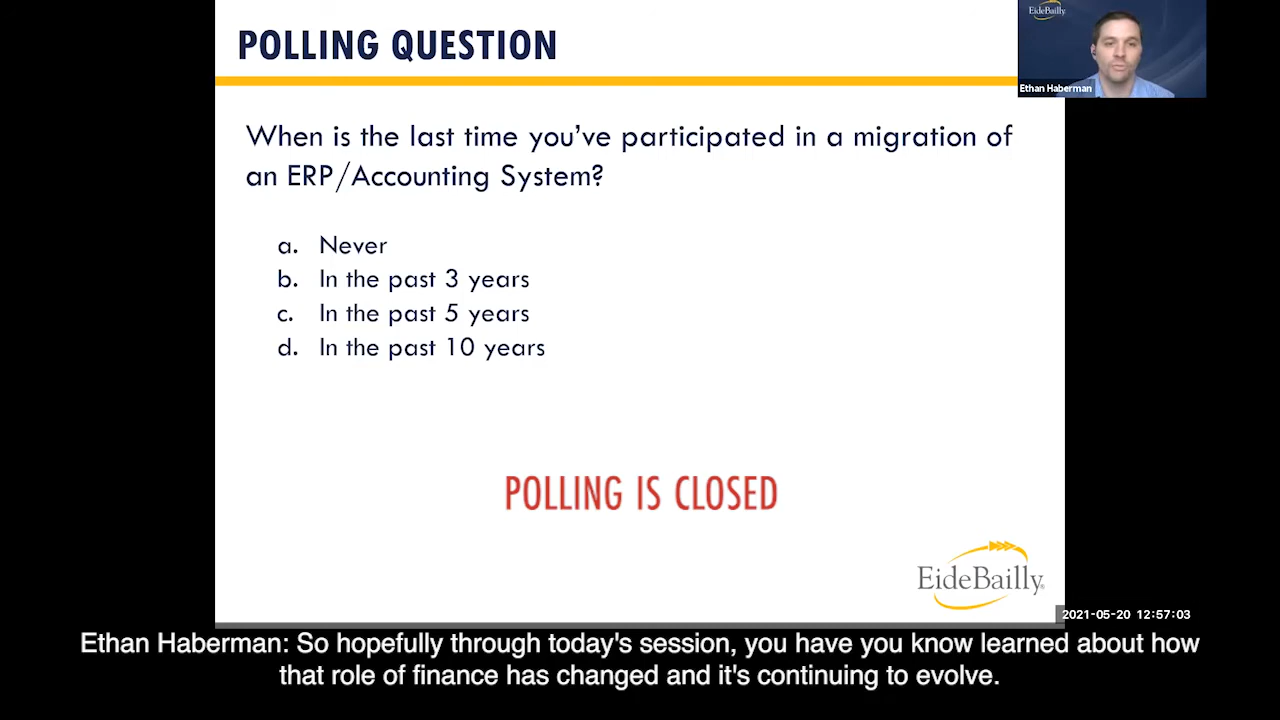 POLLING QUESTION
EideBailly
Ethan Haberman
When is the last time you've participated in a migration of
an ERP/Accounting System?
a. Never
b. In the past 3 years
c. In the past 5 years
d. In the past 10 years
POLLING IS CLOSED
EideBailly®
2021-05-20 12:57:03
Ethan Haberman: So hopefully through today's session, you have you know learned about how
that role of finance has changed and it's continuing to evolve.